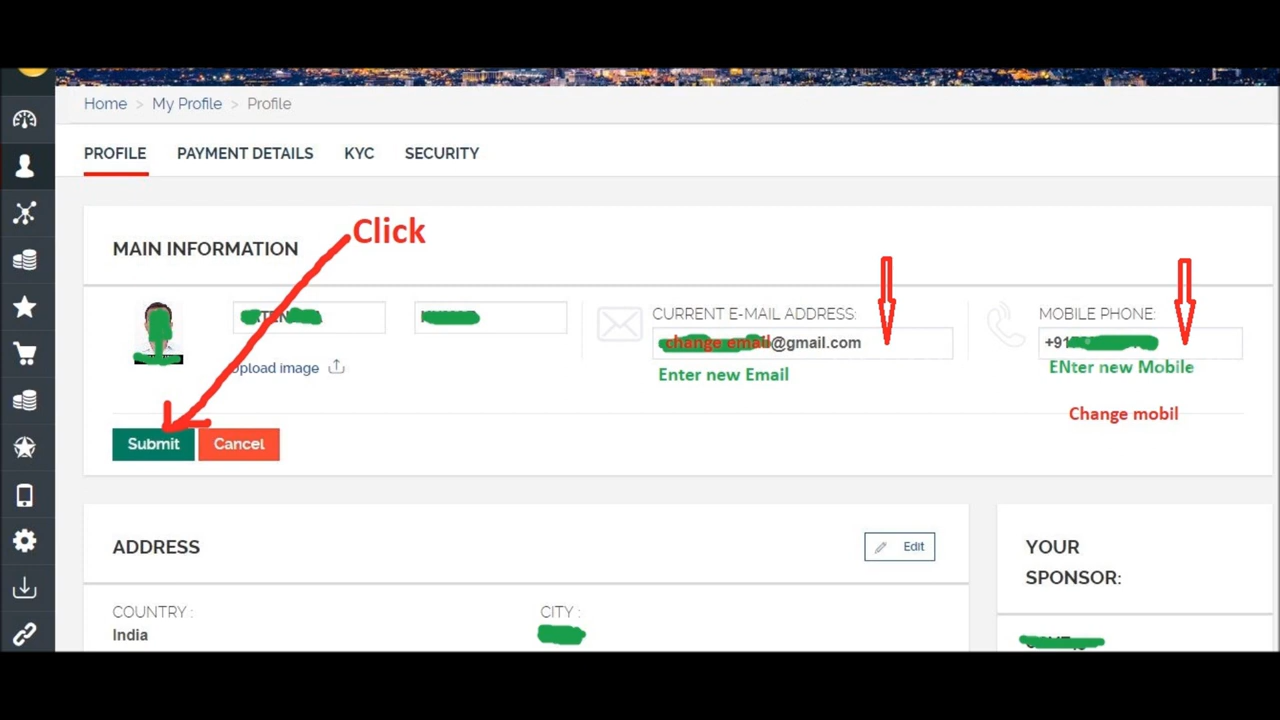 Home > My Profile > Profile
PROFILE PAYMENT DETAILS KYC SECURITY
Click
MAIN INFORMATION
CURRENT E-MAIL ADDRESS:
change email@gmail.com
Enter new Email
MOBILE PHONE:
+91
ENter new Mobile
Change mobil
Upload image
Submit Cancel
ADDRESS
Edit
COUNTRY :
India
CITY :
YOUR
SPONSOR: